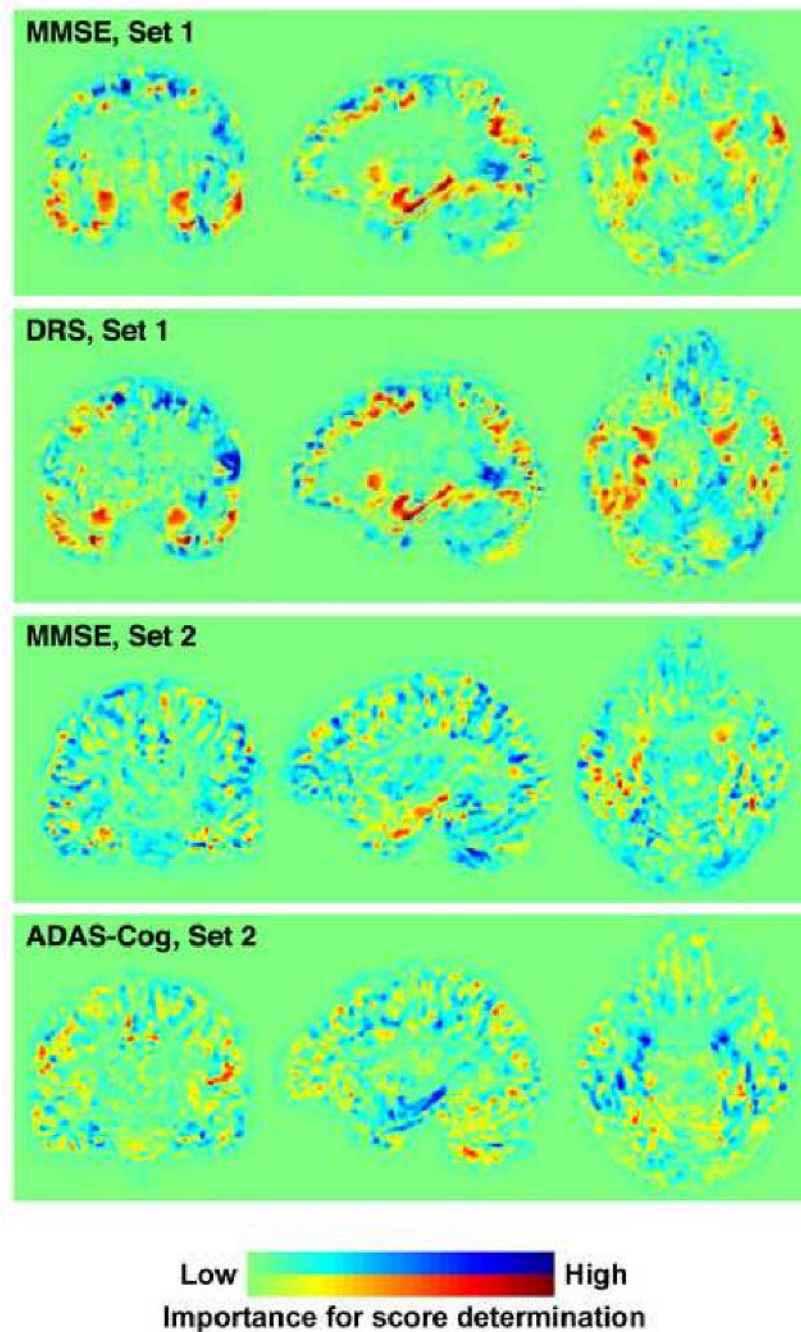 MMSE, Set 1
DRS, Set 1
MMSE, Set 2
ADAS-Cog, Set 2
Low High
Importance for score determination